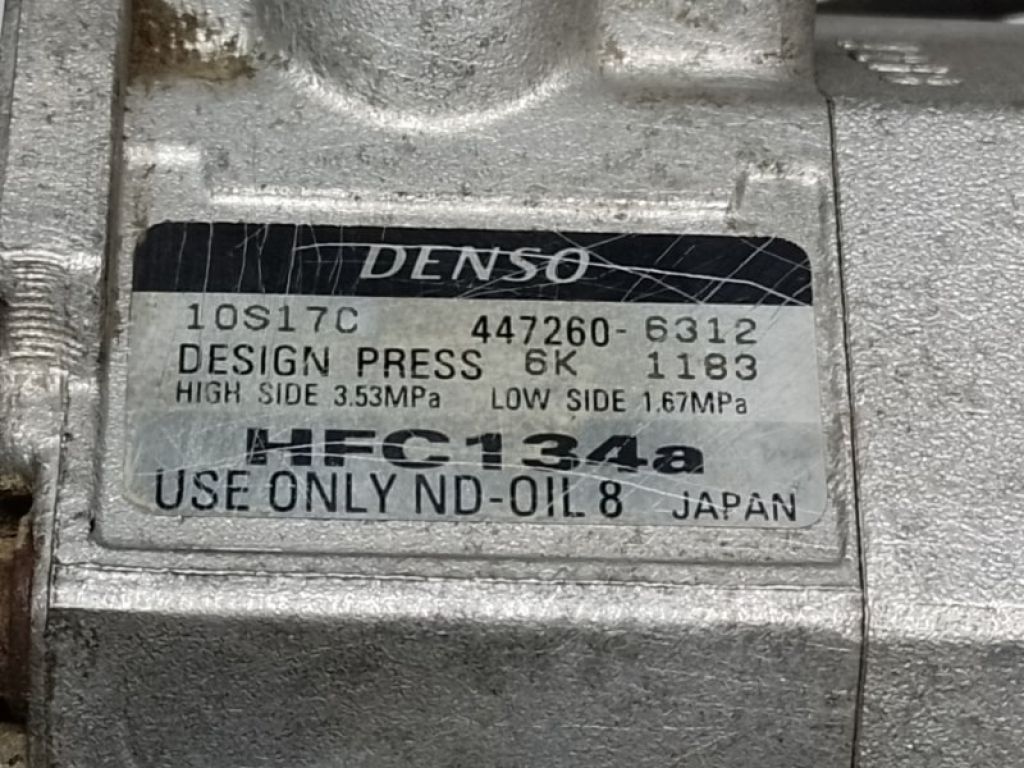 DENSO
10S17C 447260-6312
DESIGN PRESS 6K 1183
HIGH SIDE 3.53MPa LOW SIDE 1.67MPa
HFC134a
USE ONLY ND-OIL 8 JAPAN